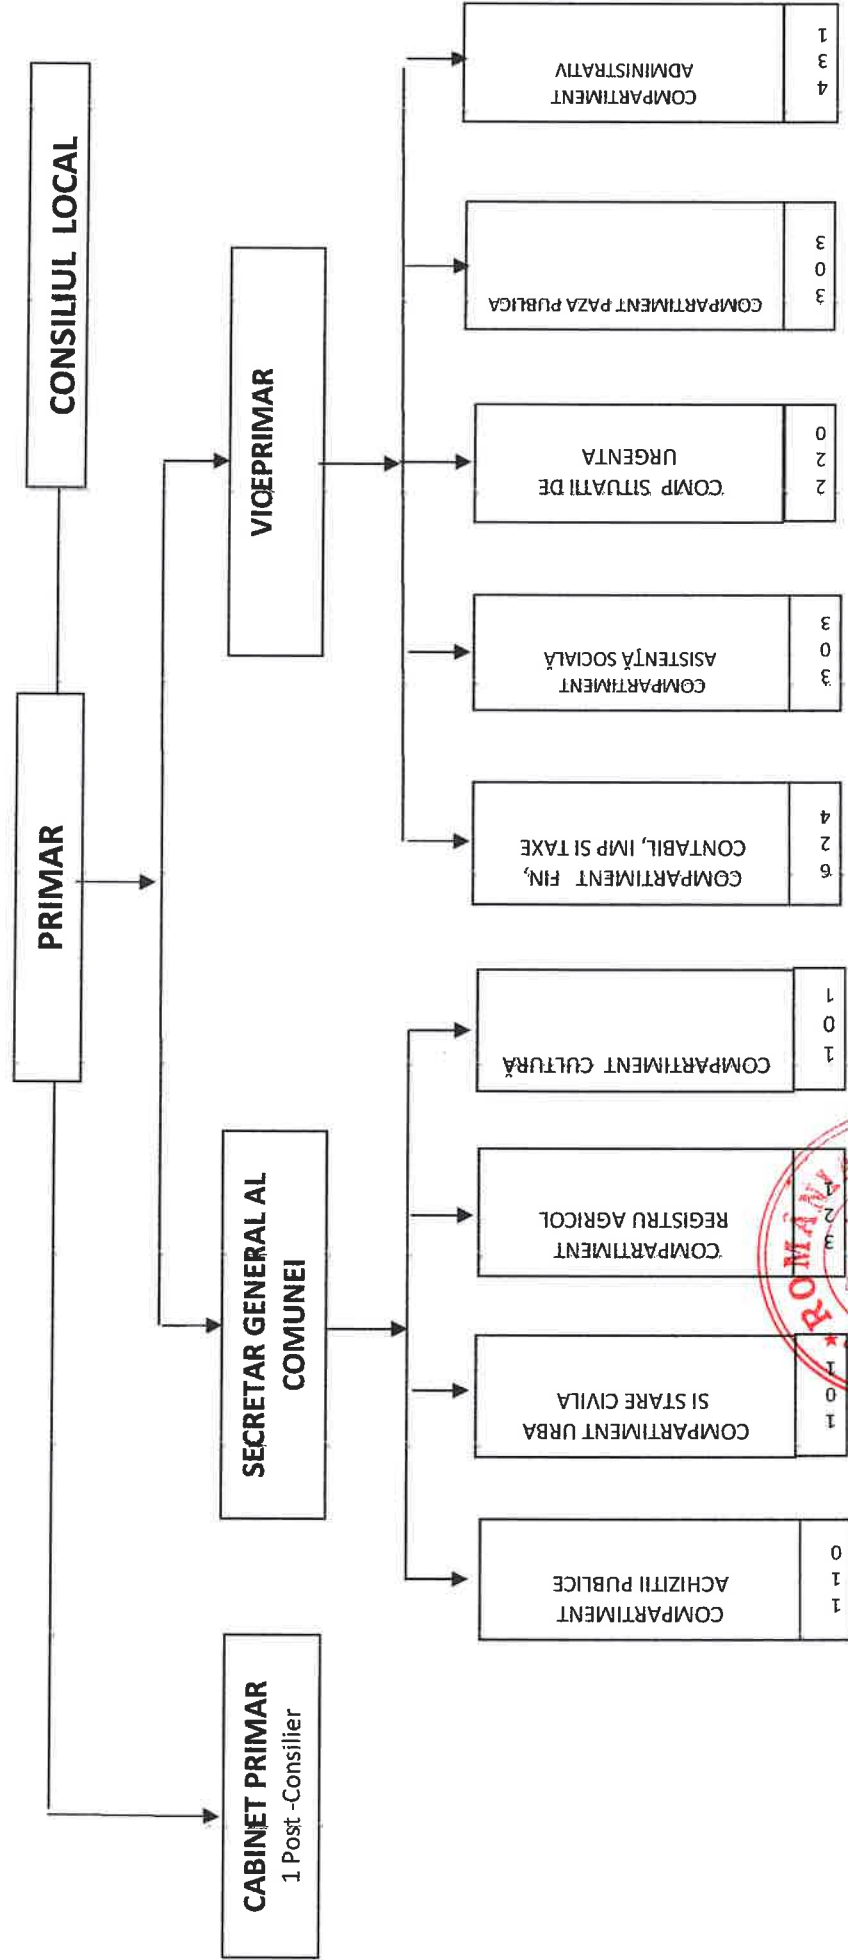 PRIMAR
CONSILIUL LOCAL
CABINET PRIMAR
1 Post -Consilier
SECRETAR GENERAL AL
COMUNEI
VICEPRIMAR
COMPARTIMENT
ACHIZITII PUBLICE
1
1
0
COMPARTIMENT URBA
SI STARE CIVILA
1
0
1
COMPARTIMENT
REGISTRU AGRICOL
3
2
1
COMPARTIMENT CULTURĂ
1
0
1
COMPARTIMENT FIN,
CONTABIL, IMP SI TAXE
6
2
4
COMPARTIMENT
ASISTENŢĂ SOCIALĂ
3
0
3
COMP SITUATII DE
URGENTA
2
2
0
COMPARTIMENT PAZA PUBLICA
3
0
3
COMPARTIMENT
ADMINISTRATIV
4
3
1